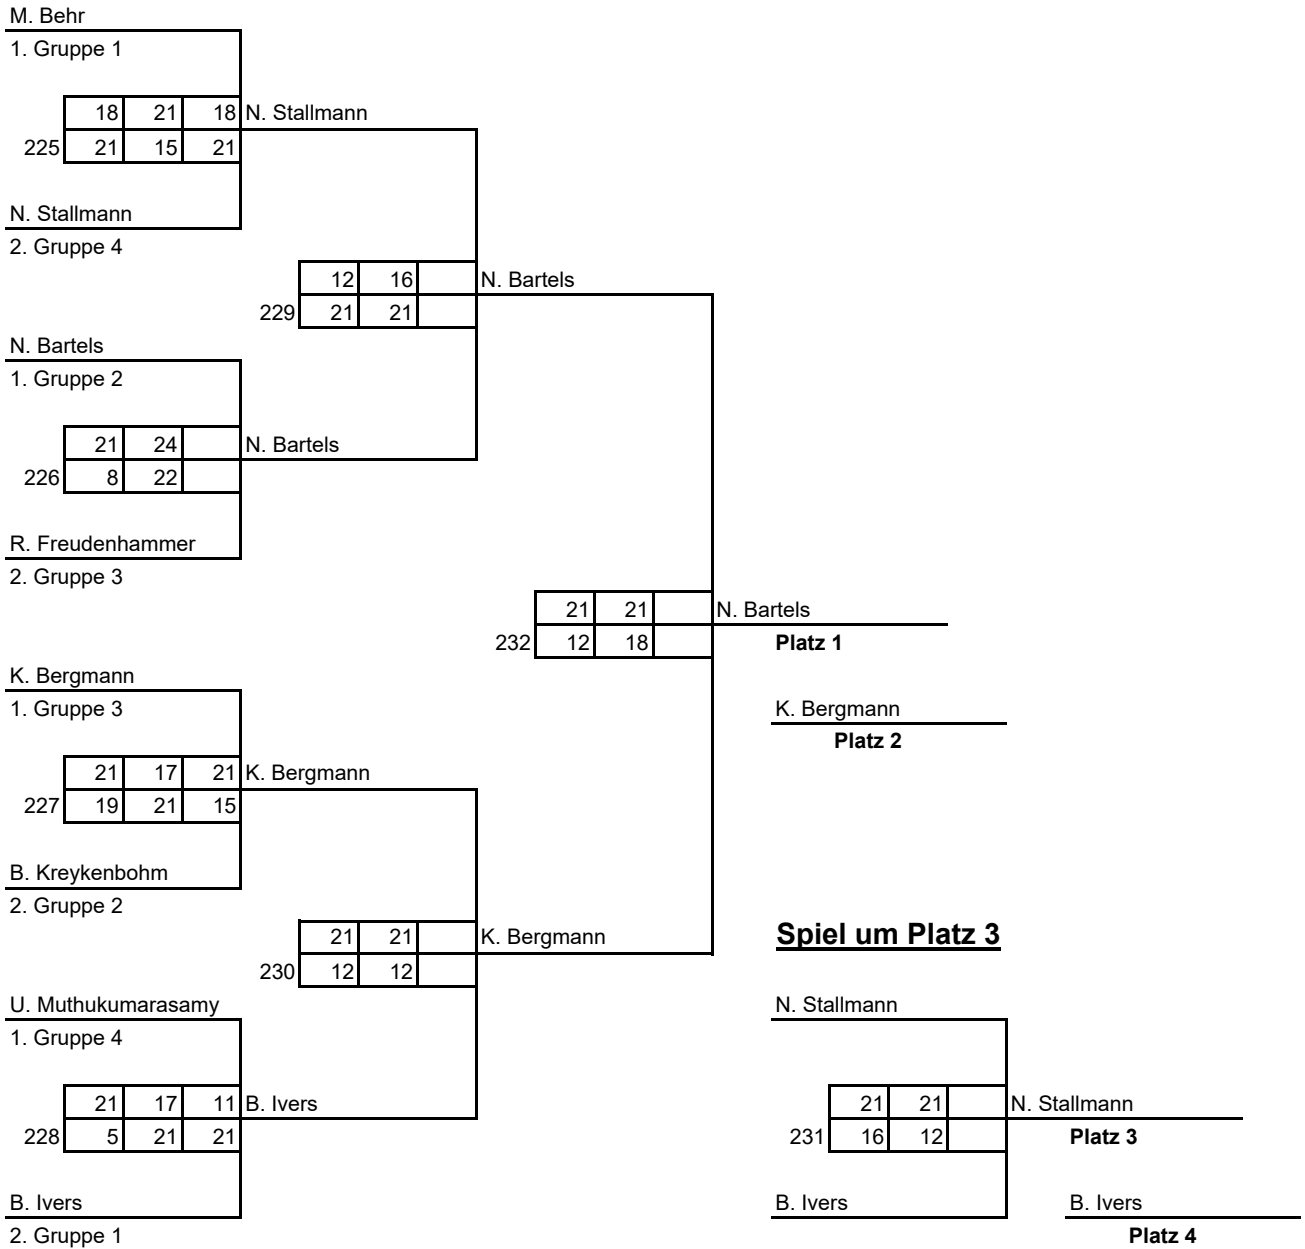 M. Behr
1. Gruppe 1
18 21 18 N. Stallmann
225 21 15 21
N. Stallmann
2. Gruppe 4
12 16 N. Bartels
229 21 21
N. Bartels
1. Gruppe 2
21 24 N. Bartels
226 8 22
R. Freudenhammer
2. Gruppe 3
21 21 N. Bartels
232 12 18 Platz 1
K. Bergmann
1. Gruppe 3 K. Bergmann
Platz 2
21 17 21 K. Bergmann
227 19 21 15
B. Kreykenbohm
2. Gruppe 2
21 21 K. Bergmann Spiel um Platz 3
230 12 12
U. Muthukumarasamy N. Stallmann
1. Gruppe 4
21 17 11 B. Ivers 21 21 N. Stallmann
228 5 21 21 231 16 12 Platz 3
B. Ivers B. Ivers B. Ivers
2. Gruppe 1 Platz 4